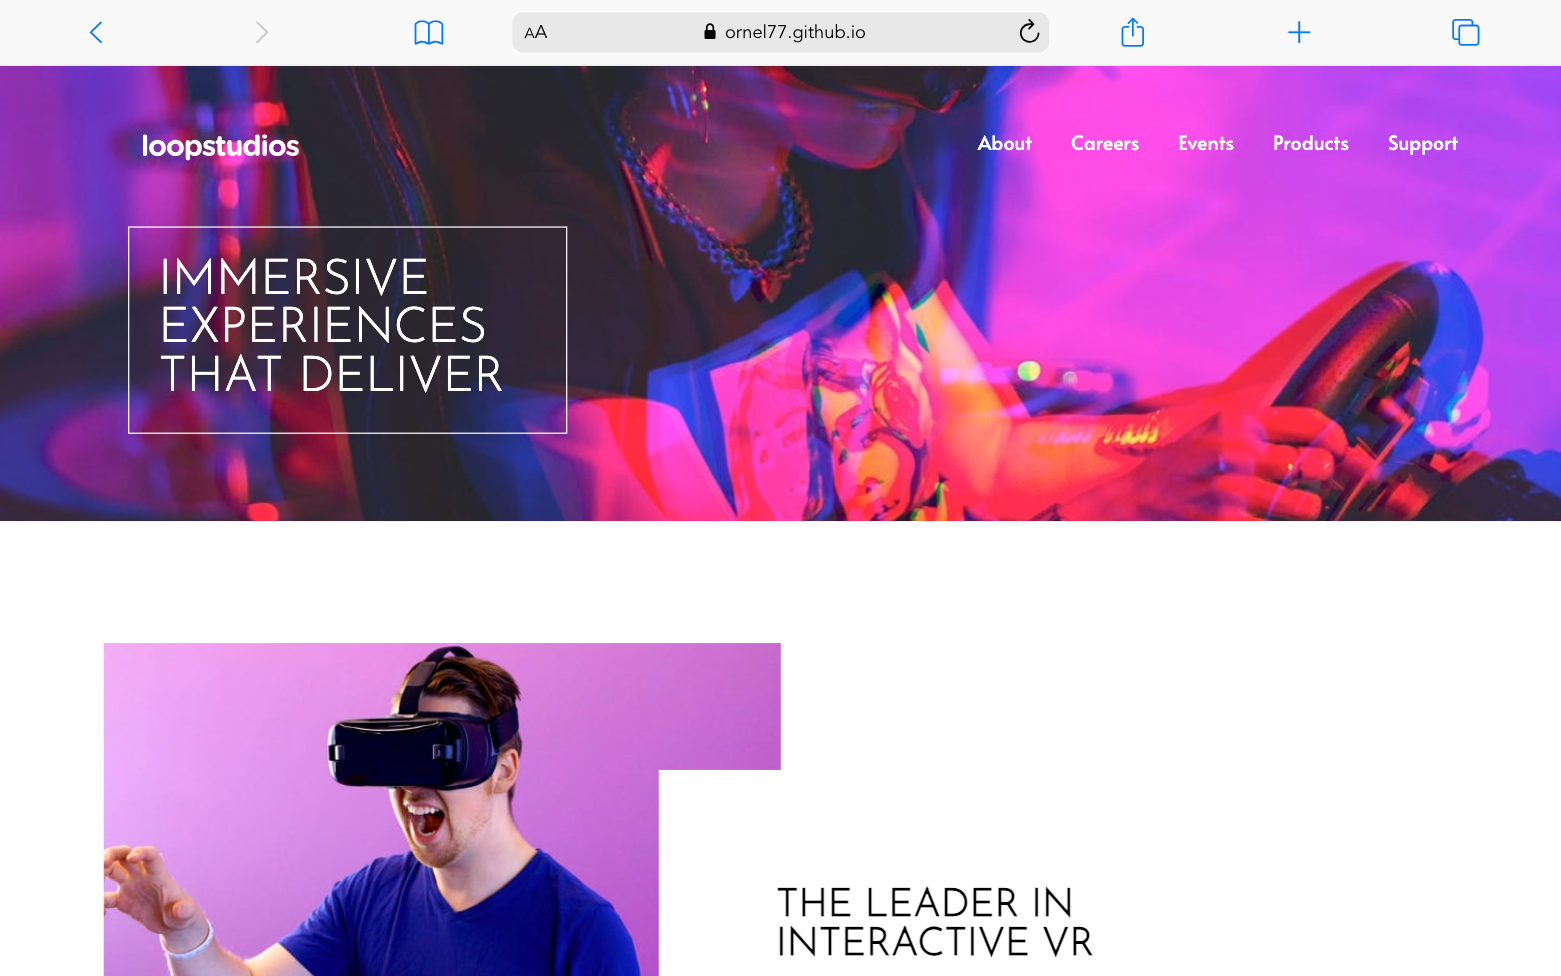 AA ornel77.github.io
loopstudios
About Careers Events Products Support
IMMERSIVE
EXPERIENCES
THAT DELIVER
THE LEADER IN
INTERACTIVE VR